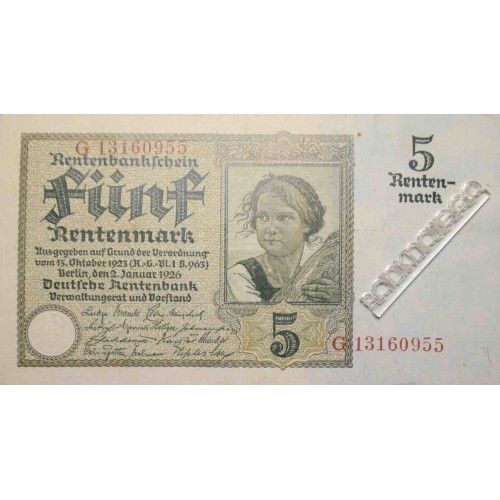 G 13160955
Rentenbankschein
Fünf
Rentenmark
Ausgegeben auf Grund der Verordnung
vom 15. Oktober 1923 (R.-G.-Bl. I S. 963)
Berlin, den 2. Januar 1926
Deutsche Rentenbank
Verwaltungsrat und Vorstand
5
5
Renten-
mark
G 13160955